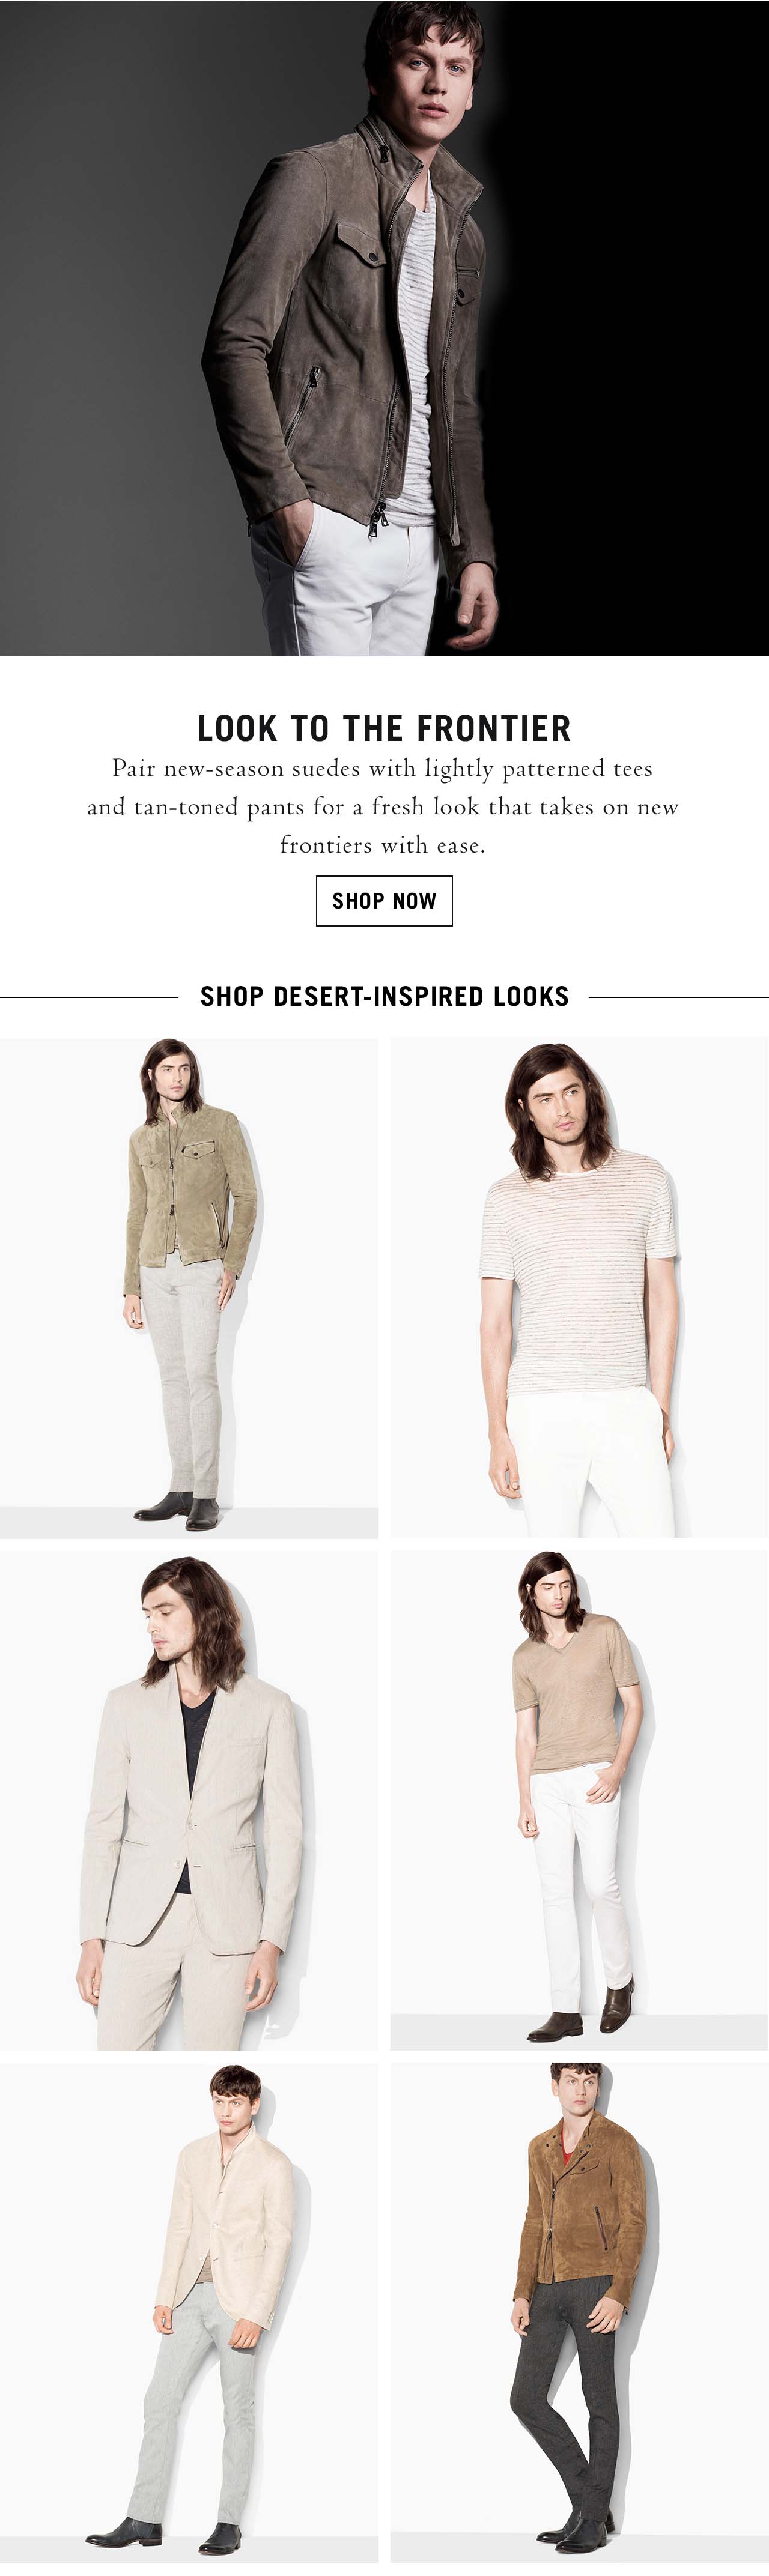 LOOK TO THE FRONTIER
Pair new-season suedes with lightly patterned tees
and tan-toned pants for a fresh look that takes on new
frontiers with ease.
SHOP NOW
SHOP DESERT-INSPIRED LOOKS